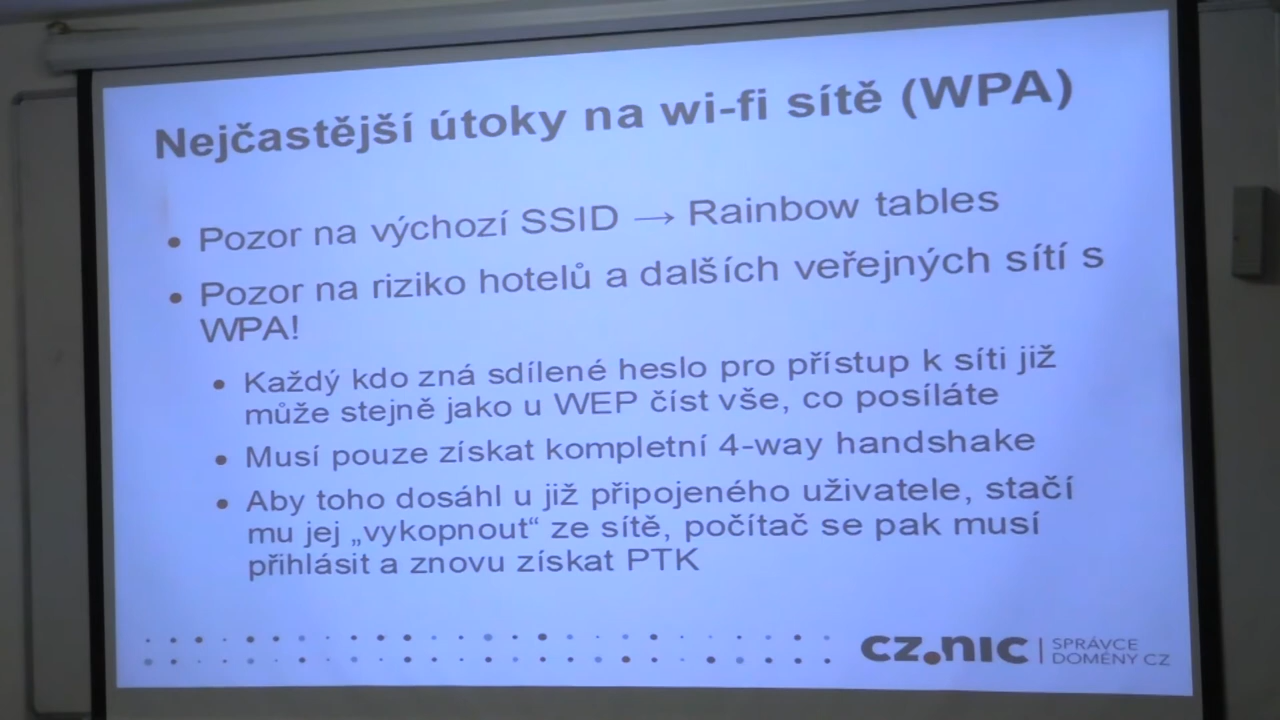 Nejčastější útoky na wi-fi sítě (WPA)
• Pozor na výchozí SSID → Rainbow tables
• Pozor na riziko hotelů a dalších veřejných sítí s
WPA!
• Každý kdo zná sdílené heslo pro přístup k síti již
může stejně jako u WEP číst vše, co posíláte
• Musí pouze získat kompletní 4-way handshake
• Aby toho dosáhl u již připojeného uživatele, stačí
mu jej „vykopnout“ ze sítě, počítač se pak musí
přihlásit a znovu získat PTK
cz.nic | SPRÁVCE
DOMÉNY CZ